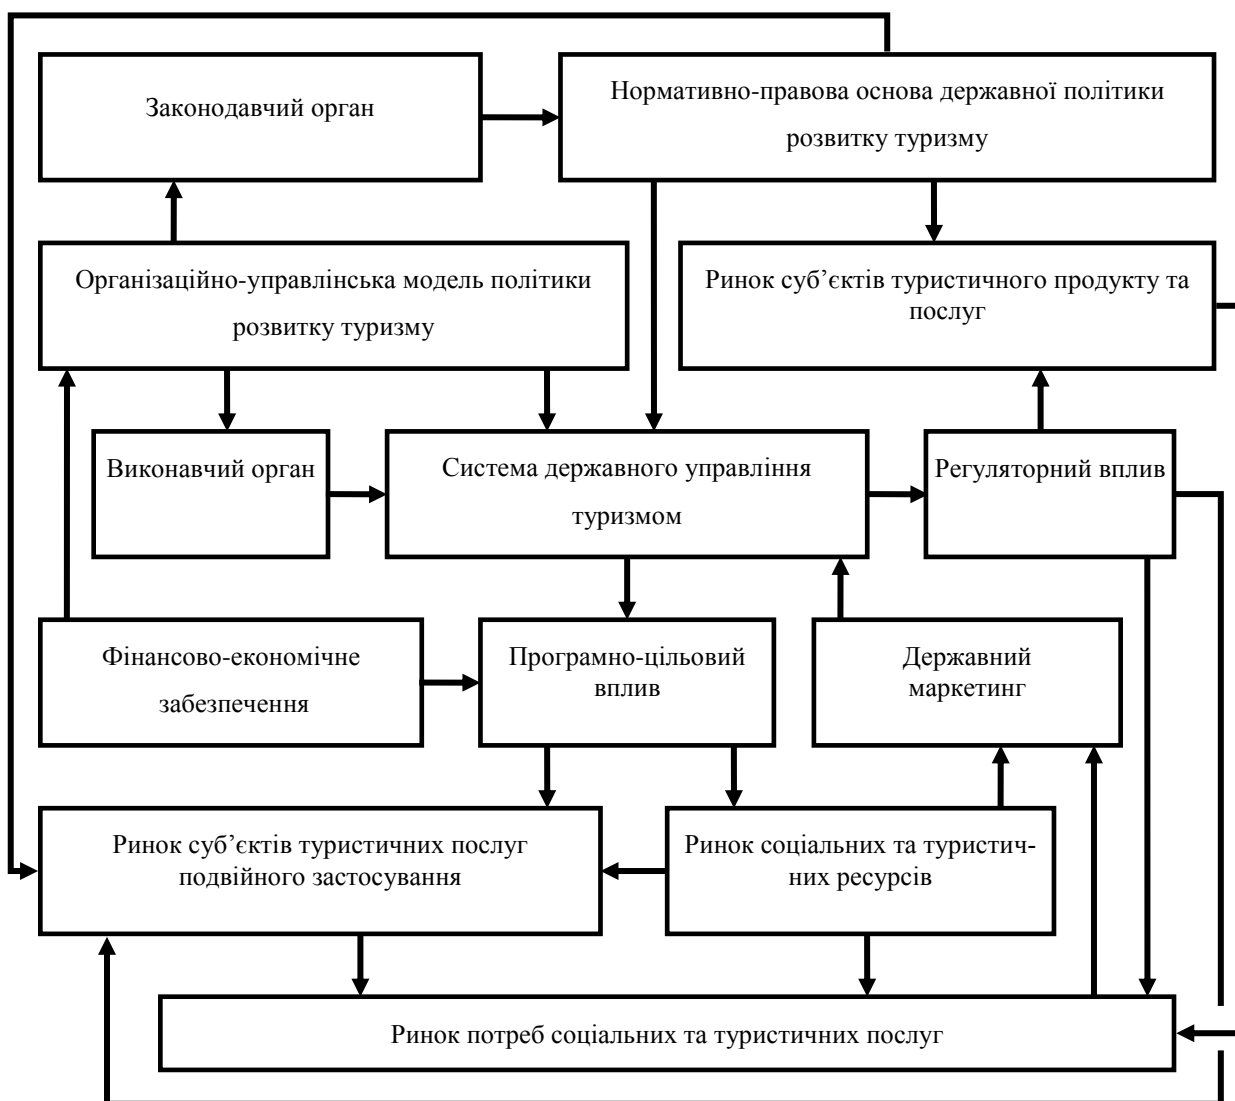 Законодавчий орган
Нормативно-правова основа державної політики
розвитку туризму
Організаційно-управлінська модель політики
розвитку туризму
Ринок суб’єктів туристичного продукту та
послуг
Виконавчий орган
Система державного управління
туризмом
Регуляторний вплив
Фінансово-економічне
забезпечення
Програмно-цільовий
вплив
Державний
маркетинг
Ринок суб’єктів туристичних послуг
подвійного застосування
Ринок соціальних та туристич-
них ресурсів
Ринок потреб соціальних та туристичних послуг